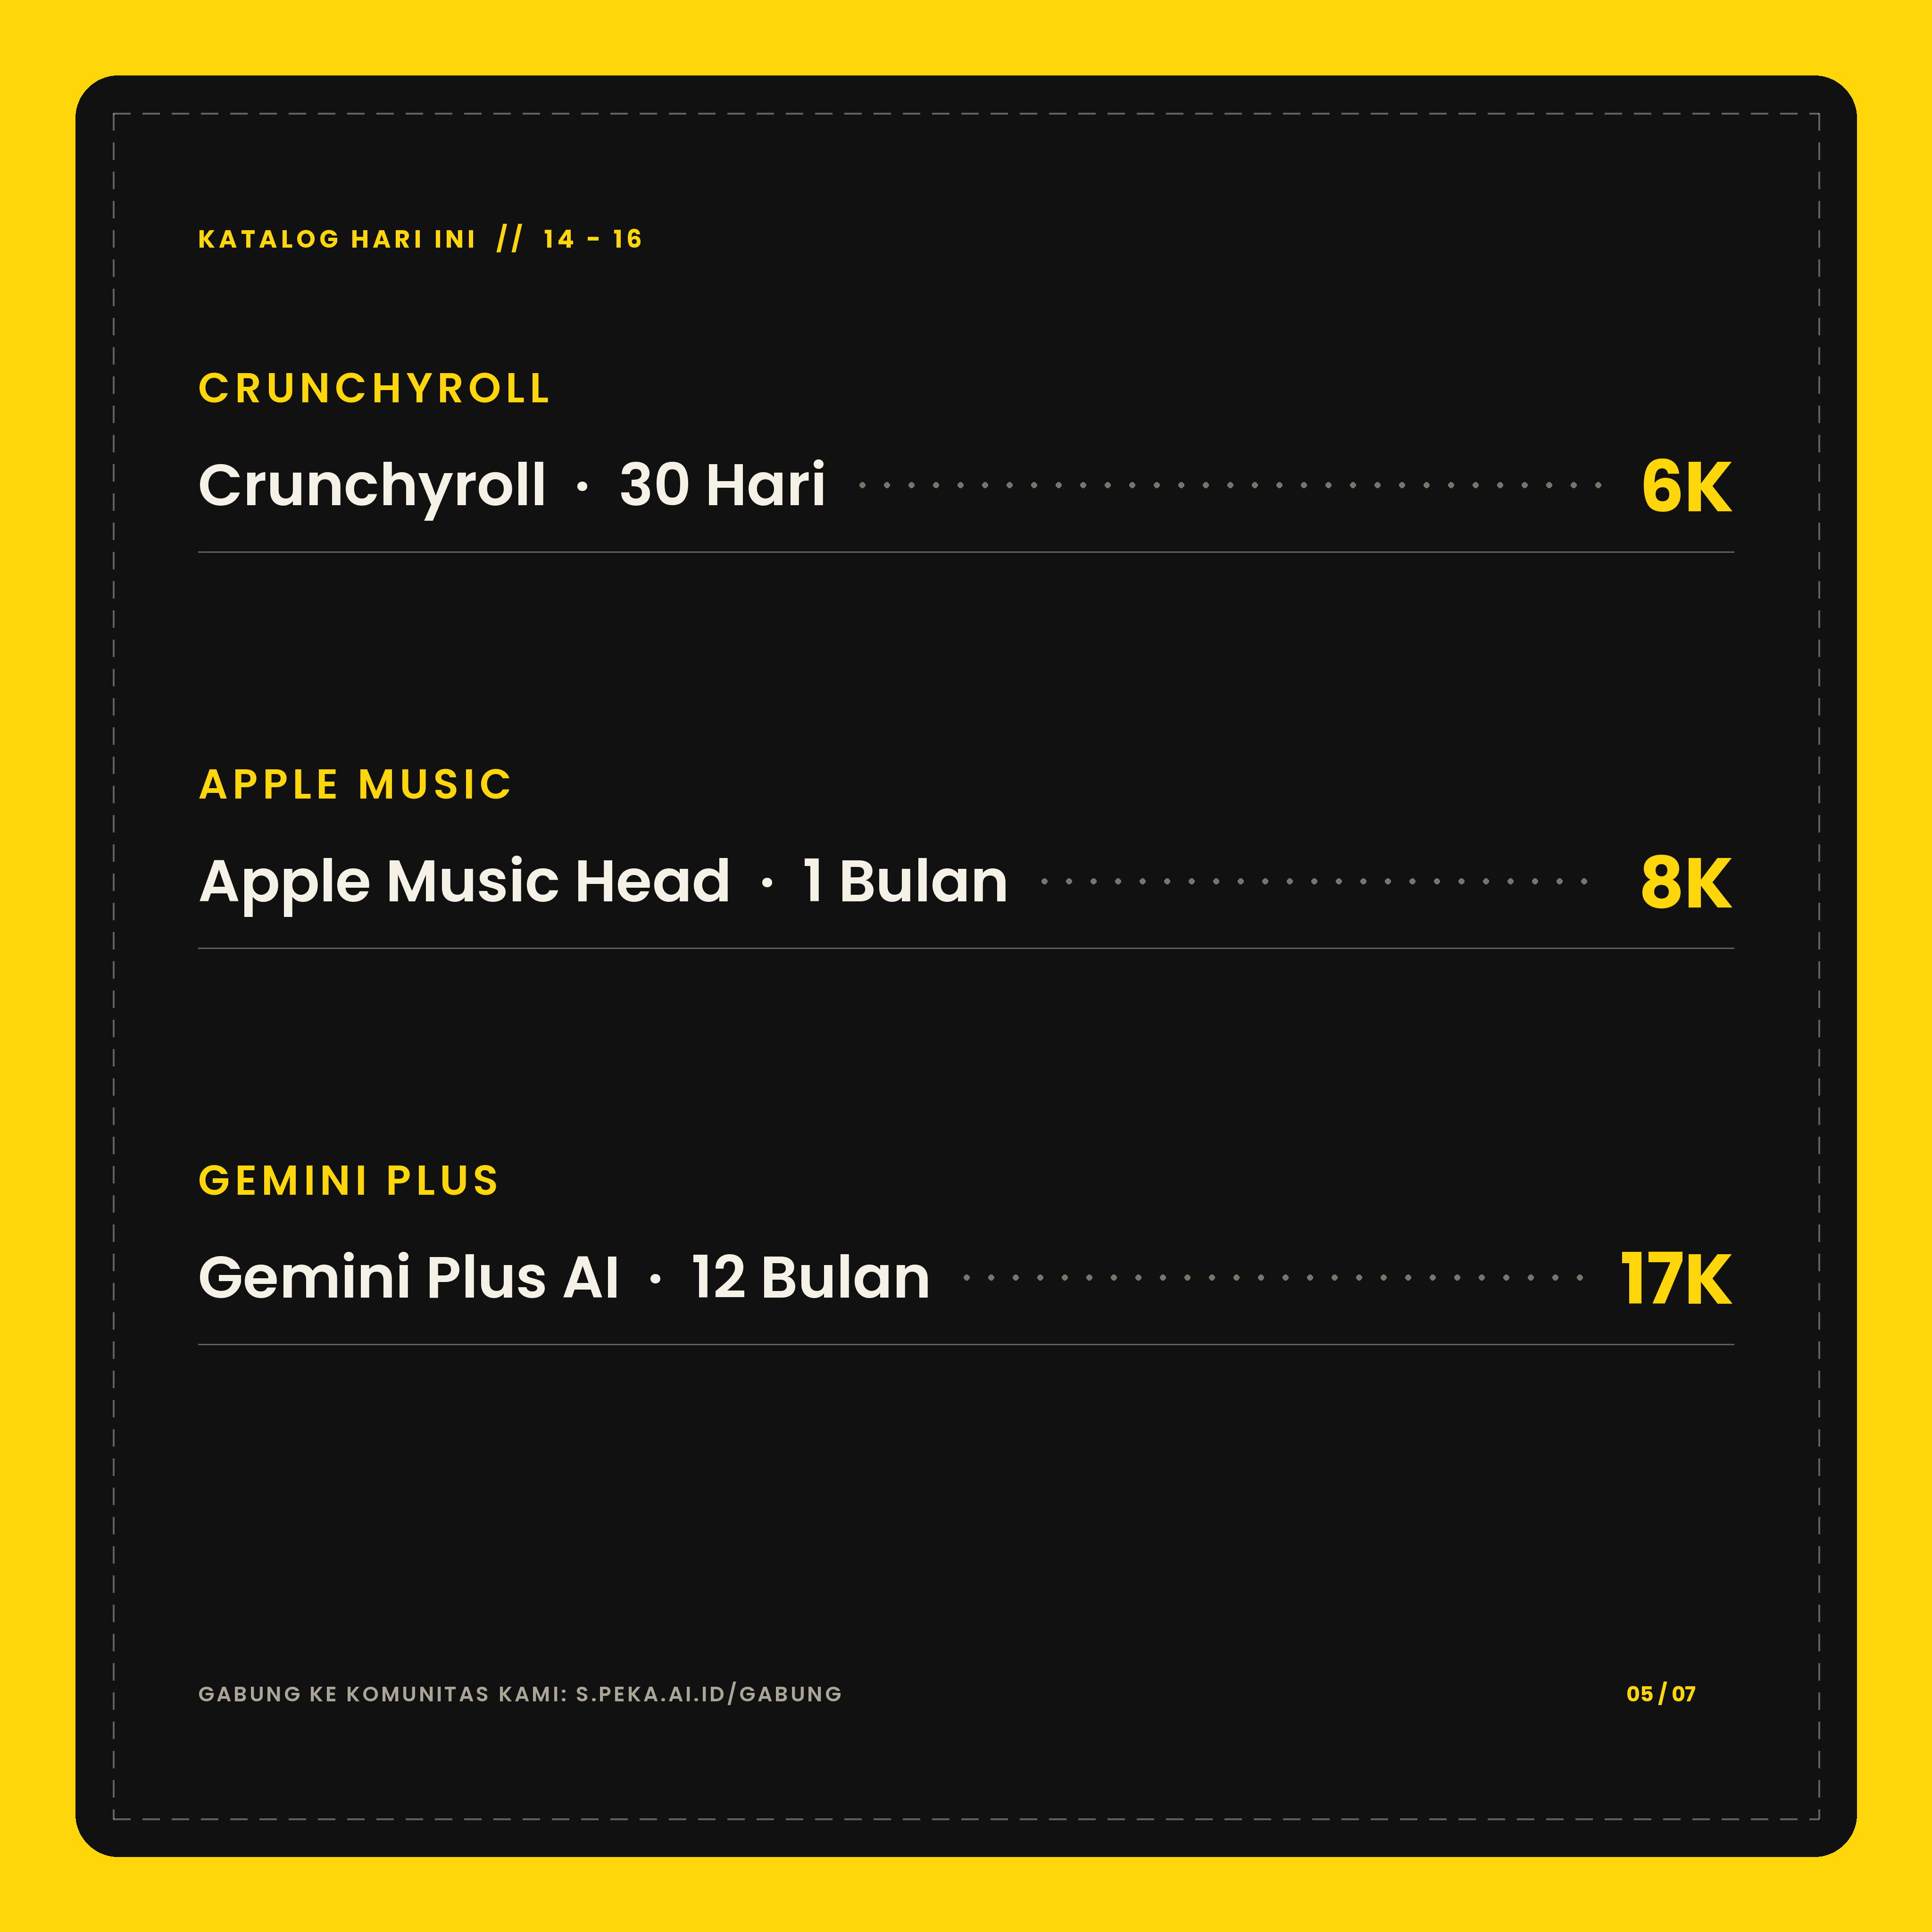 KATALOG HARI INI // 14 - 16
CRUNCHYROLL
Crunchyroll · 30 Hari · · · · · · · · · · · · · · · · · · · · · · · · · · · · · · · 6K
APPLE MUSIC
Apple Music Head · 1 Bulan · · · · · · · · · · · · · · · · · · · · · · · 8K
GEMINI PLUS
Gemini Plus AI · 12 Bulan · · · · · · · · · · · · · · · · · · · · · · · · · · 17K
GABUNG KE KOMUNITAS KAMI: S.PEKA.AI.ID/GABUNG
05 / 07